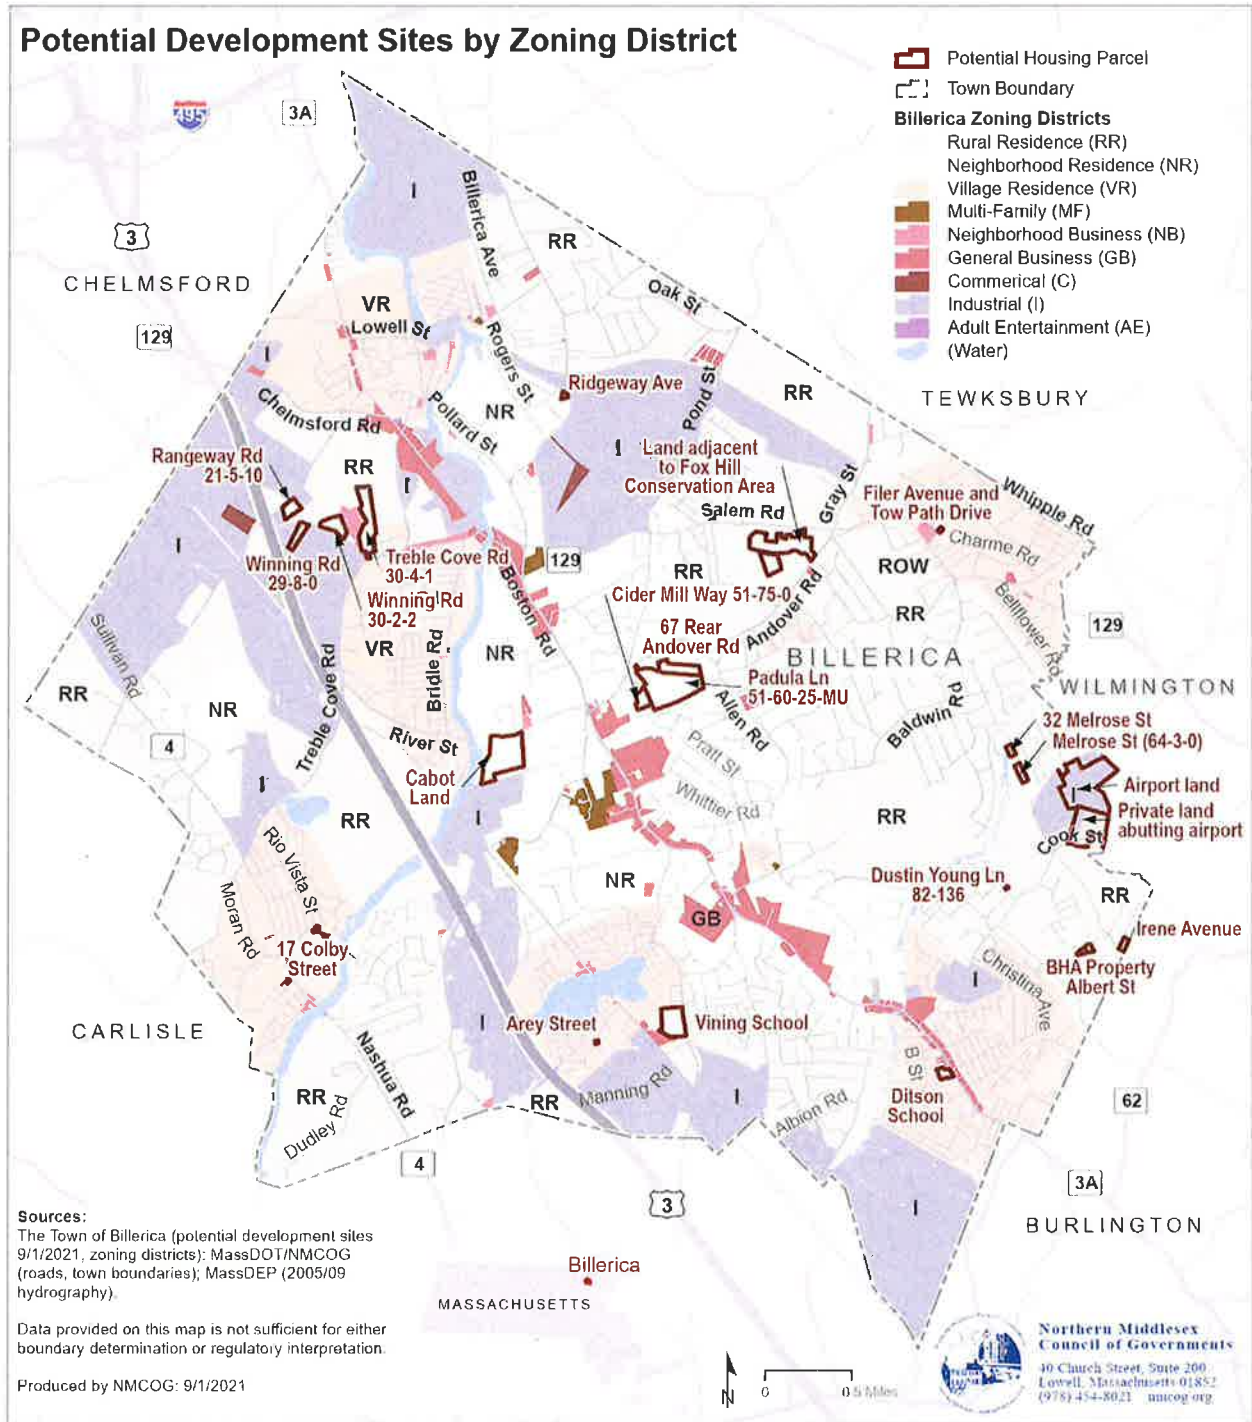 Potential Development Sites by Zoning District
Potential Housing Parcel
Town Boundary
Billerica Zoning Districts
Rural Residence (RR)
Neighborhood Residence (NR)
Village Residence (VR)
Multi-Family (MF)
Neighborhood Business (NB)
General Business (GB)
Commerical (C)
Industrial (I)
Adult Entertainment (AE)
(Water)
495
3A
3
CHELMSFORD
129
I
Billerica Ave
RR
Oak St
VR
Lowell St
I
Rogers St
Ridgeway Ave
Pond St
RR
TEWKSBURY
Chelmsford Rd
Pollard St
NR
Rangeway Rd
21-5-10
RR
I
I
Land adjacent
to Fox Hill
Conservation Area
Salem Rd
Gray St
Filer Avenue and
Tow Path Drive
Whipple Rd
Charme Rd
I
Winning Rd
29-8-0
Treble Cove Rd
30-4-1
Winning Rd
30-2-2
129
Boston Rd
RR
Cider Mill Way 51-75-0
ROW
RR
Bellflower Rd
129
67 Rear
Andover Rd
Andover Rd
BILLERICA
Sullivan Rd
VR
Bridle Rd
NR
Padula Ln
51-60-25-MU
WILMINGTON
RR
NR
Treble Cove Rd
Allen Rd
Baldwin Rd
32 Melrose St
Melrose St (64-3-0)
4
River St
Pratt St
Cabot
Land
I
Whittier Rd
I
Airport land
Private land
abutting airport
I
RR
RR
Cook St
Rio Vista St
NR
Dustin Young Ln
82-136
RR
Moran Rd
GB
Irene Avenue
17 Colby
Street
BHA Property
Albert St
Christina Ave
I
CARLISLE
I
Arey Street
Vining School
Nashua Rd
B St
Ditson
School
RR
Dudley Rd
RR
Manning Rd
I
Albion Rd
62
4
3
3A
I
BURLINGTON
Sources:
The Town of Billerica (potential development sites
9/1/2021, zoning districts): MassDOT/NMCOG
(roads, town boundaries); MassDEP (2005/09
hydrography).
Data provided on this map is not sufficient for either
boundary determination or regulatory interpretation.
Produced by NMCOG: 9/1/2021
Billerica
MASSACHUSETTS
N
0
0.5 Miles
Northern Middlesex
Council of Governments
40 Church Street, Suite 200
Lowell, Massachusetts 01852
(978) 454-8021 nmcog.org